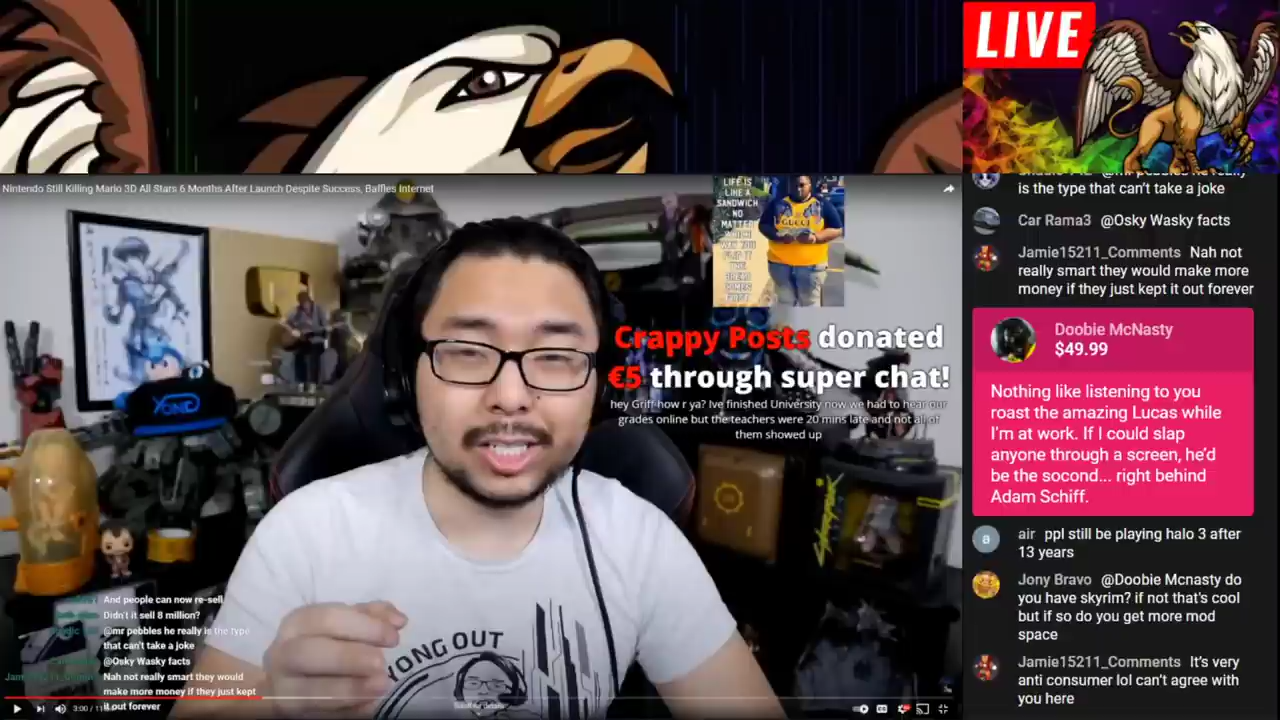 LIVE
Nintendo Still Killing Mario 3D All Stars 6 Months After Launch Despite Success, Baffles Internet
is the type that can't take a joke
Car Rama3 @Osky Wasky facts
Jamie15211_Comments Nah not
really smart they would make more
money if they just kept it out forever
Doobie McNasty
$49.99
Nothing like listening to you
roast the amazing Lucas while
I'm at work. If I could slap
anyone through a screen, he'd
be the socond... right behind
Adam Schiff.
air ppl still be playing halo 3 after
13 years
Jony Bravo @Doobie Mcnasty do
you have skyrim? if not that's cool
but if so do you get more mod
space
Jamie15211_Comments It's very
anti consumer lol can't agree with
you here
LIFE IS
LIKE A
SANDWICH
NO
MATTER
GUCCI
Crappy Posts donated
€5 through super chat!
hey Griff how r ya? Ive finished University now we had to hear our
grades online but the teachers were 20 mins late and not all of
them showed up
YONG
And people can now re-sell
Didn't it sell 8 million?
@mr pebbles he really is the type
that can't take a joke
@Osky Wasky facts
Nah not really smart they would
make more money if they just kept
it out forever
YONG OUT
3:00